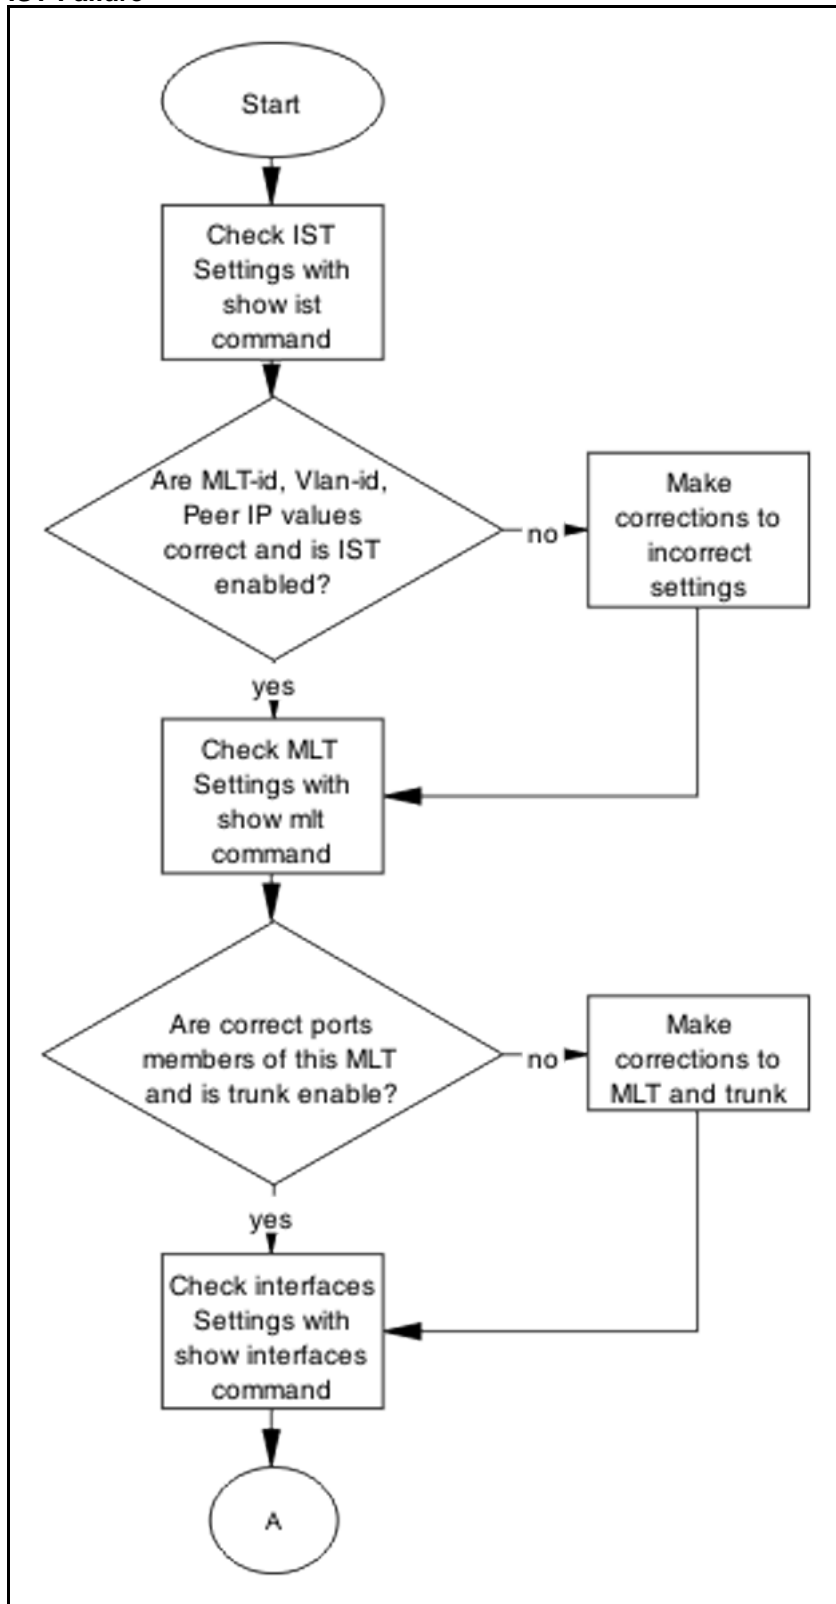 Start
Check IST
Settings with
show ist
command
Are MLT-id, Vlan-id,
Peer IP values
correct and is IST
enabled?
no
Make
corrections to
incorrect
settings
yes
Check MLT
Settings with
show mlt
command
Are correct ports
members of this MLT
and is trunk enable?
no
Make
corrections to
MLT and trunk
yes
Check interfaces
Settings with
show interfaces
command
A